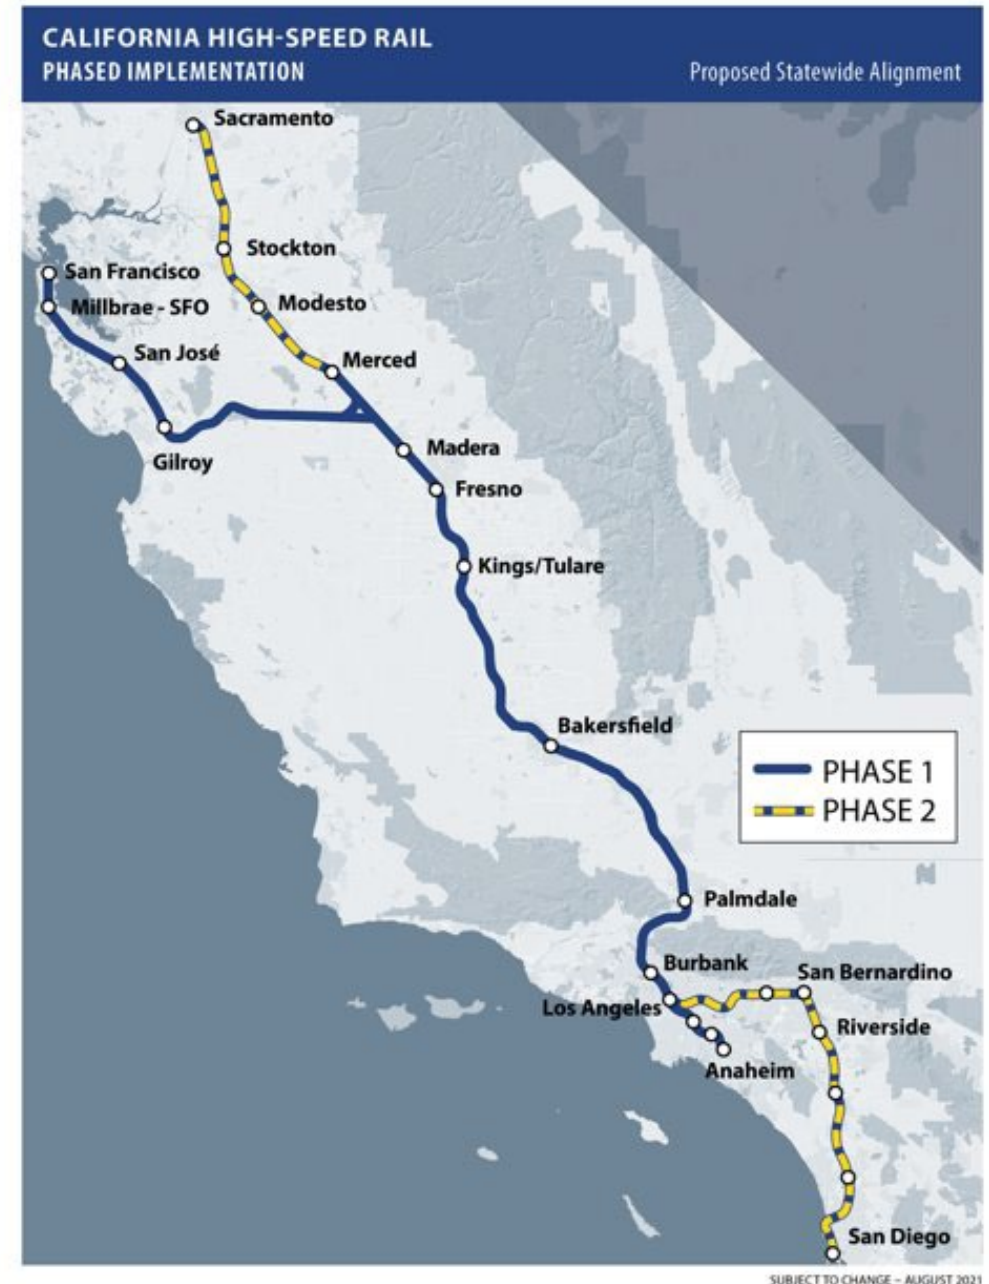 CALIFORNIA HIGH-SPEED RAIL
PHASED IMPLEMENTATION
Proposed Statewide Alignment
Sacramento
Stockton
San Francisco
Modesto
Millbrae - SFO
San José
Merced
Gilroy
Madera
Fresno
Kings/Tulare
Bakersfield
PHASE 1
PHASE 2
Palmdale
N
Burbank
San Bernardino
Los Angeles
Riverside
Anaheim
San Diego
SUBJECT TO CHANGE – AUGUST 2021